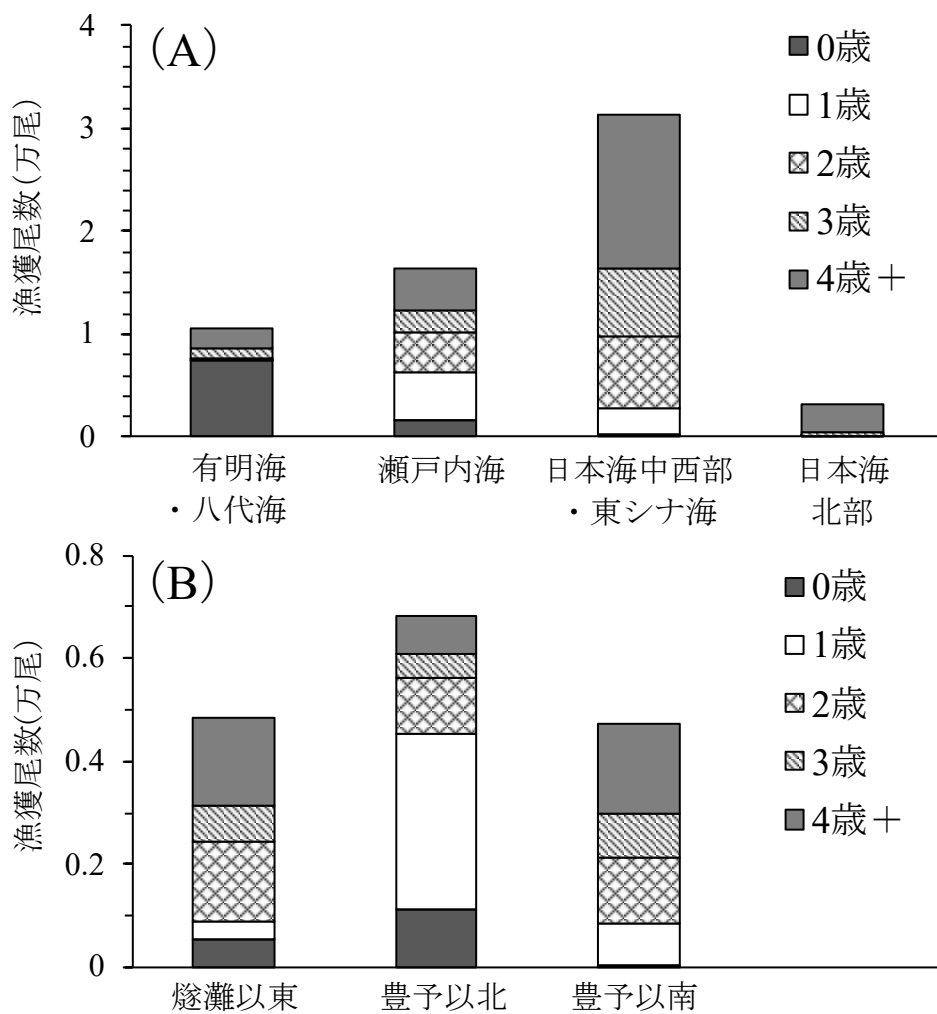 (A)
漁獲尾数(万尾)
4
3
2
1
0
0歳
1歳
2歳
3歳
4歳＋
有明海
・八代海
瀬戸内海
日本海中西部
・東シナ海
日本海
北部
(B)
漁獲尾数(万尾)
0.8
0.6
0.4
0.2
0
0歳
1歳
2歳
3歳
4歳＋
燧灘以東
豊予以北
豊予以南